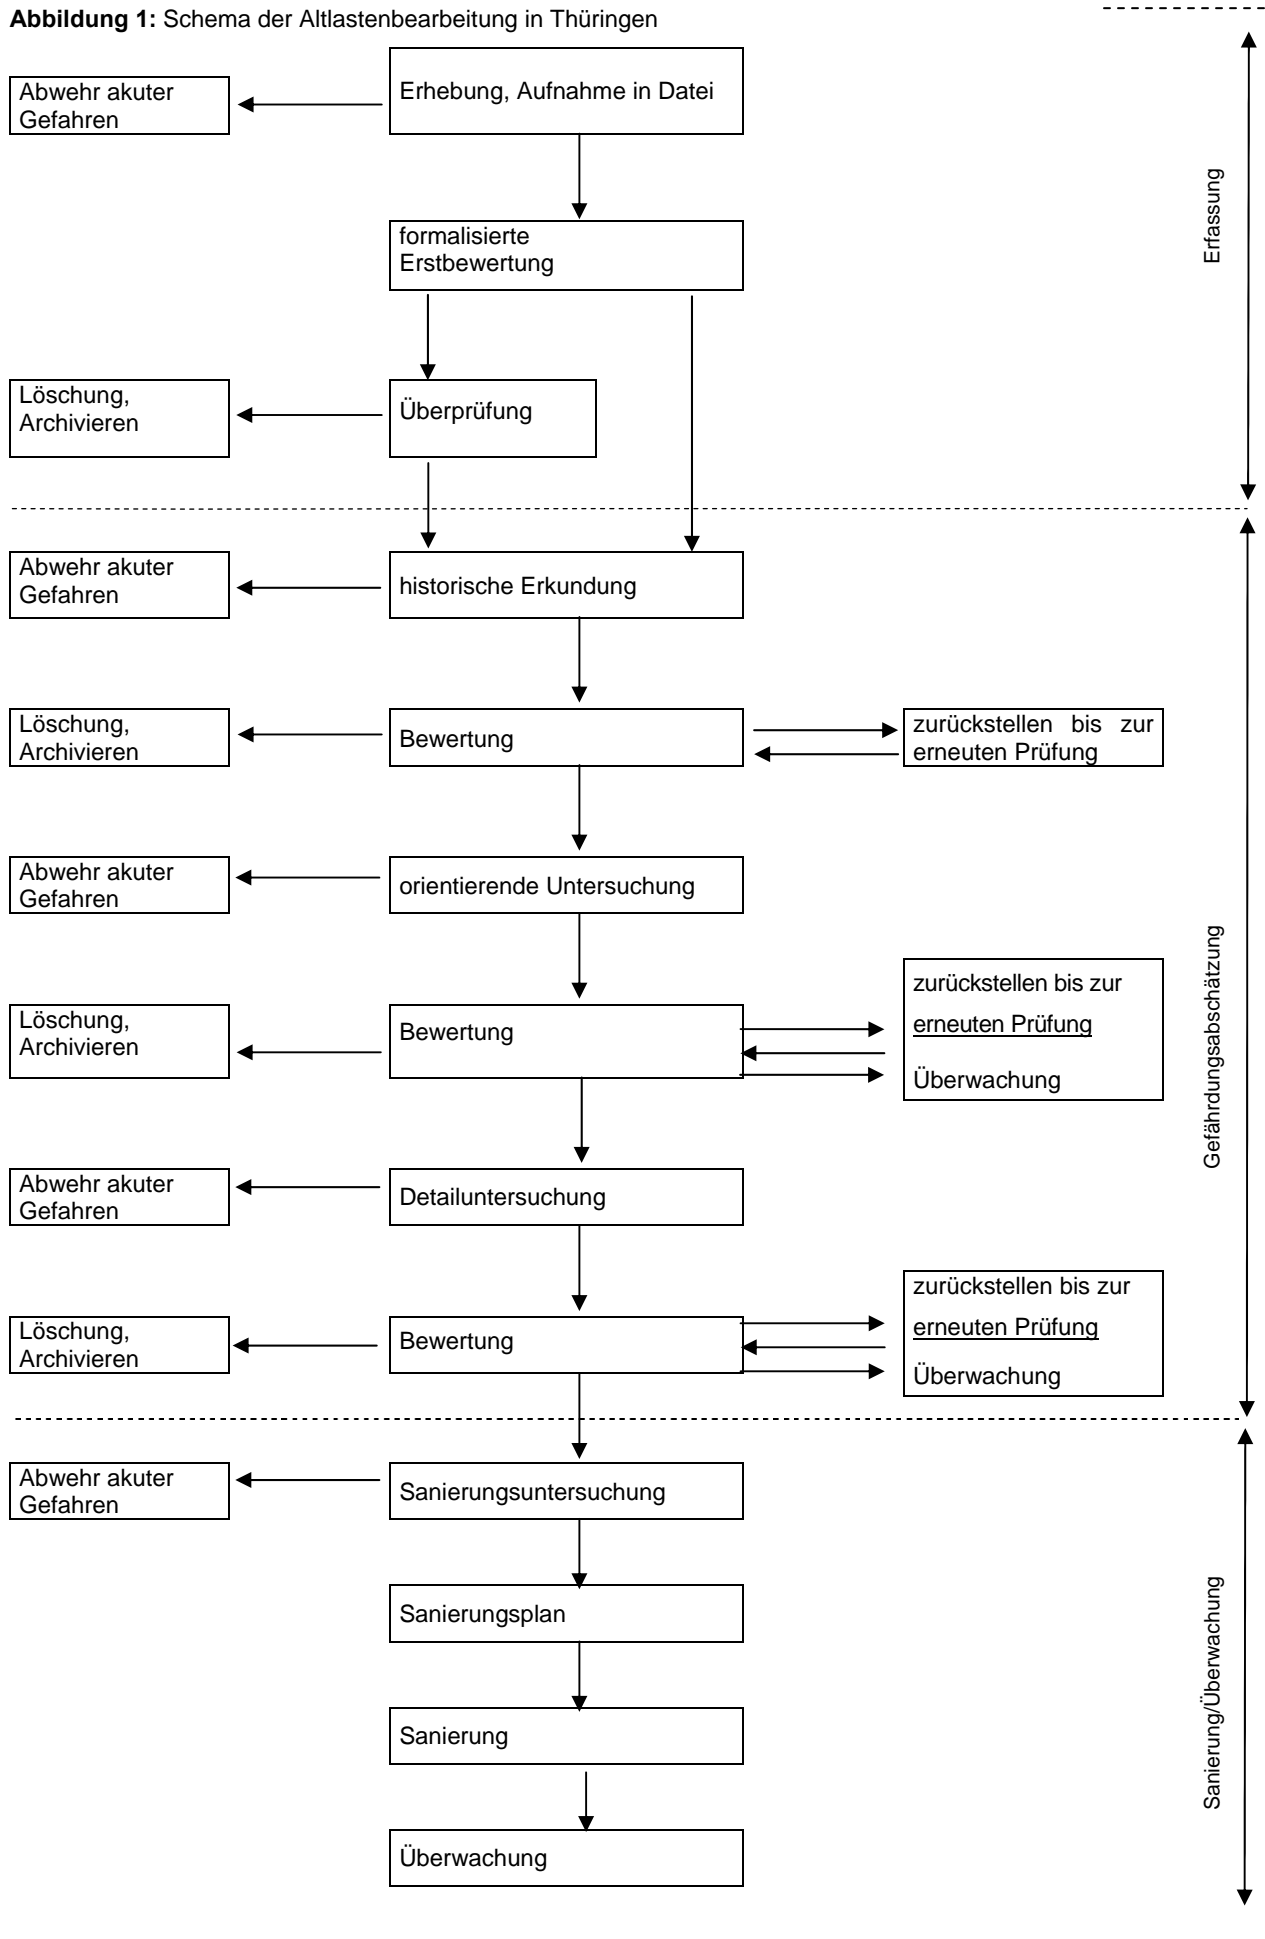 Abbildung 1: Schema der Altlastenbearbeitung in Thüringen
Abwehr akuter
Gefahren
Erhebung, Aufnahme in Datei
Erfassung
formalisierte
Erstbewertung
Löschung,
Archivieren
Überprüfung
Abwehr akuter
Gefahren
historische Erkundung
Löschung,
Archivieren
Bewertung
zurückstellen bis zur
erneuten Prüfung
Abwehr akuter
Gefahren
orientierende Untersuchung
Gefährdungsabschätzung
Löschung,
Archivieren
Bewertung
zurückstellen bis zur
erneuten Prüfung
Überwachung
Abwehr akuter
Gefahren
Detailuntersuchung
Löschung,
Archivieren
Bewertung
zurückstellen bis zur
erneuten Prüfung
Überwachung
Abwehr akuter
Gefahren
Sanierungsuntersuchung
Sanierungsplan
Sanierung/Überwachung
Sanierung
Überwachung